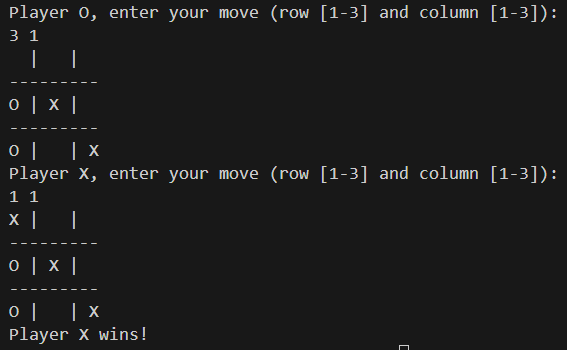 Player O, enter your move (row [1-3] and column [1-3]):
3 1
  |   |
---------
O | X |
---------
O |   | X
Player X, enter your move (row [1-3] and column [1-3]):
1 1
X |   |
---------
O | X |
---------
O |   | X
Player X wins!